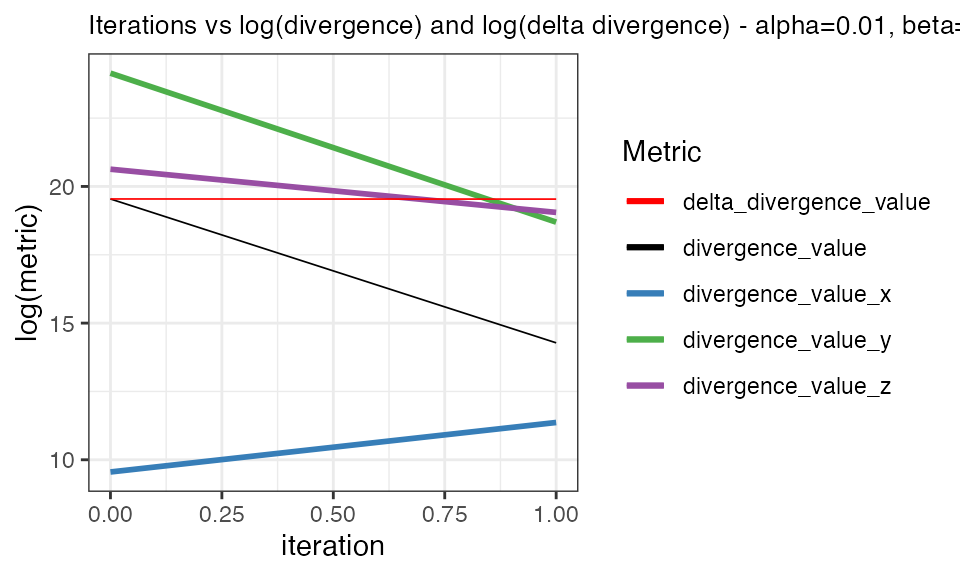 Iterations vs log(divergence) and log(delta divergence) - alpha=0.01, beta=
20
15
10
log(metric)
0.00 0.25 0.50 0.75 1.00
iteration
Metric
delta_divergence_value
divergence_value
divergence_value_x
divergence_value_y
divergence_value_z